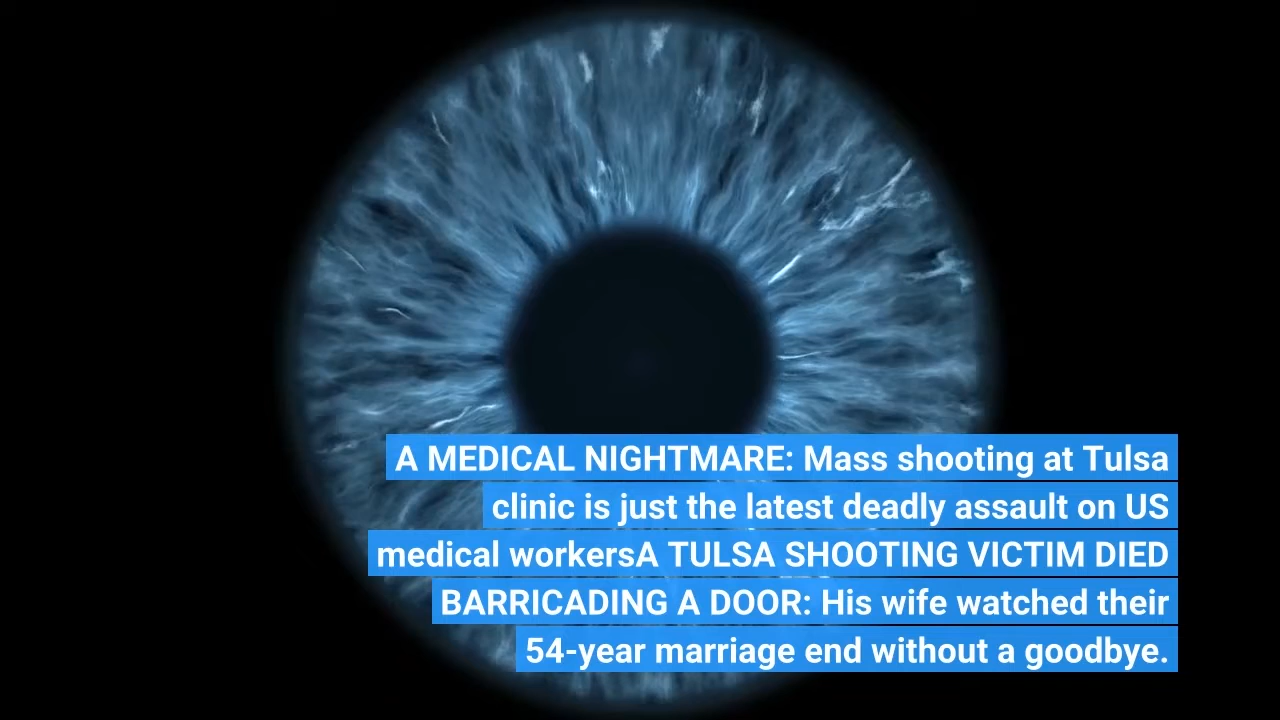 A MEDICAL NIGHTMARE: Mass shooting at Tulsa
clinic is just the latest deadly assault on US
medical workersA TULSA SHOOTING VICTIM DIED
BARRICADING A DOOR: His wife watched their
54-year marriage end without a goodbye.